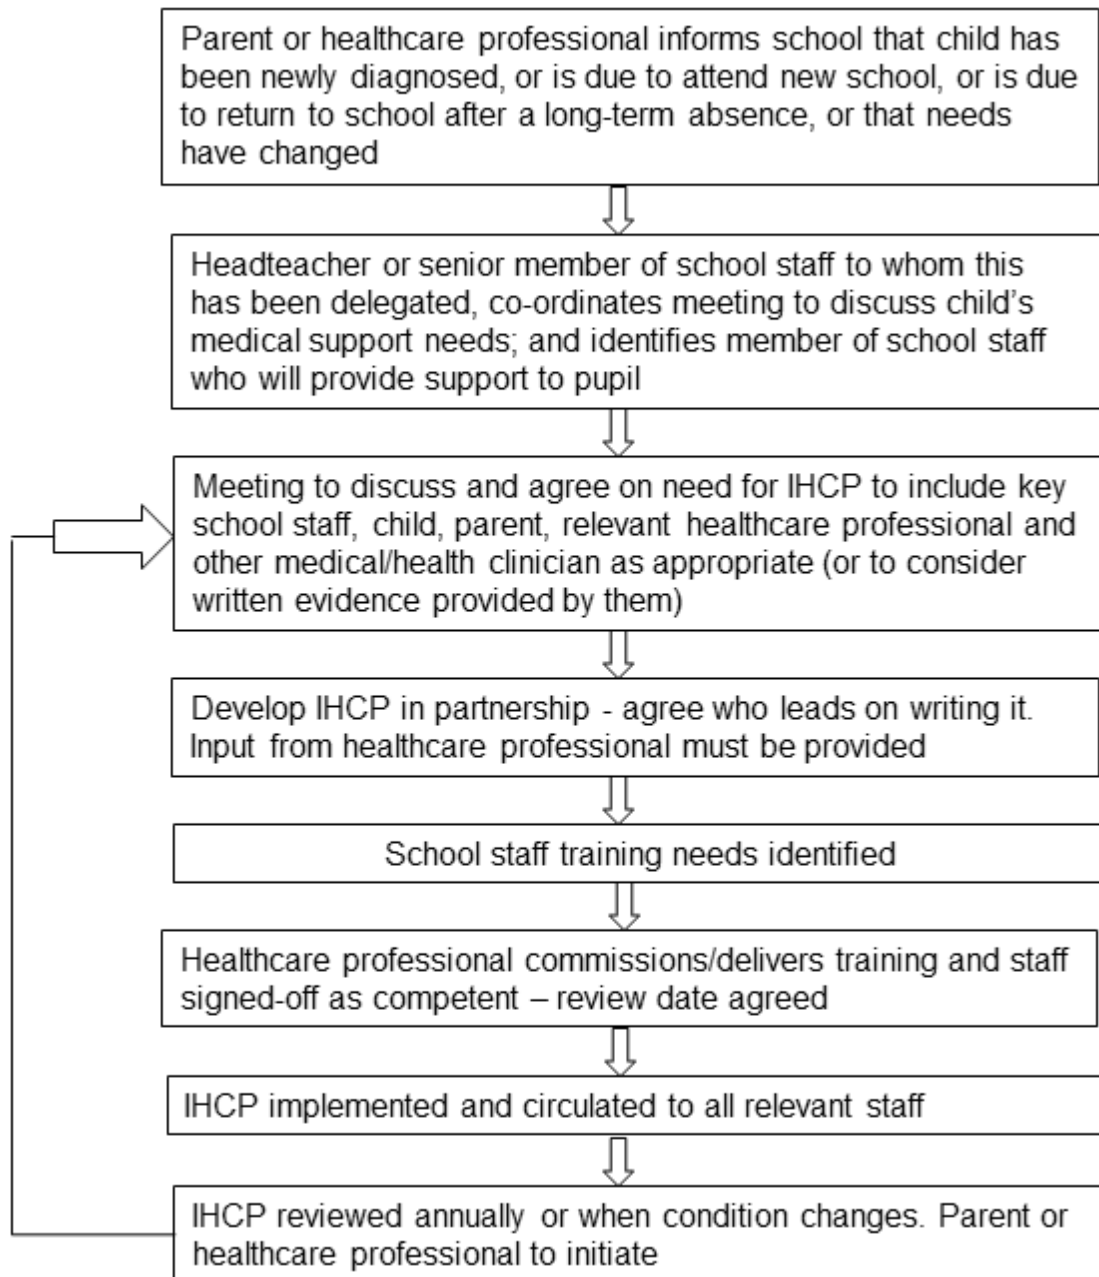 Parent or healthcare professional informs school that child has
been newly diagnosed, or is due to attend new school, or is due
to return to school after a long-term absence, or that needs
have changed
Headteacher or senior member of school staff to whom this
has been delegated, co-ordinates meeting to discuss child's
medical support needs; and identifies member of school staff
who will provide support to pupil
Meeting to discuss and agree on need for IHCP to include key
school staff, child, parent, relevant healthcare professional and
other medical/health clinician as appropriate (or to consider
written evidence provided by them)
Develop IHCP in partnership - agree who leads on writing it.
Input from healthcare professional must be provided
School staff training needs identified
Healthcare professional commissions/delivers training and staff
signed-off as competent – review date agreed
IHCP implemented and circulated to all relevant staff
IHCP reviewed annually or when condition changes. Parent or
healthcare professional to initiate